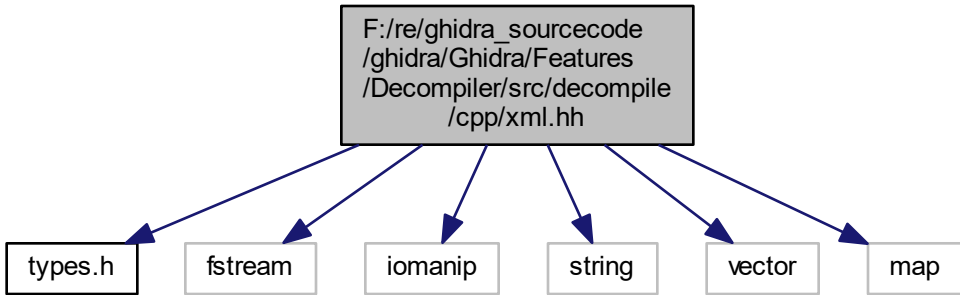 F:/re/ghidra_sourcecode
/ghidra/Ghidra/Features
/Decompiler/src/decompile
/cpp/xml.hh
types.h
fstream
iomanip
string
vector
map